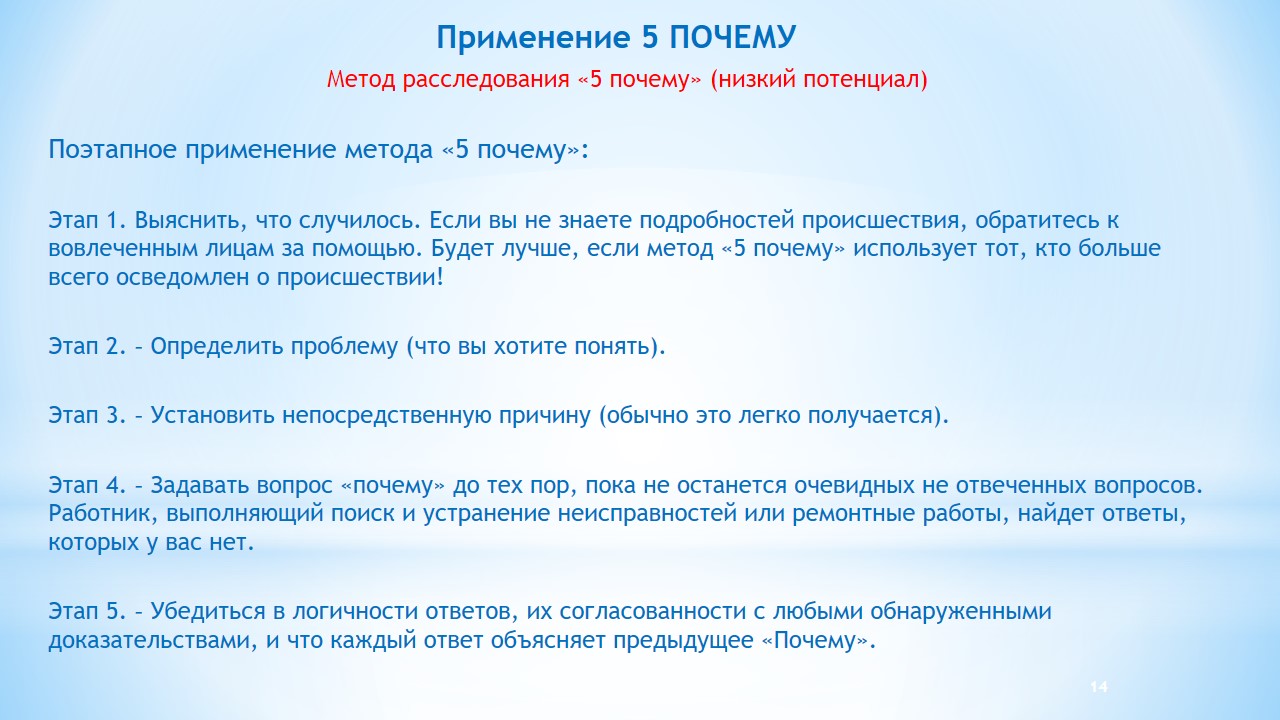 Применение 5 ПОЧЕМУ
Метод расследования «5 почему» (низкий потенциал)
Поэтапное применение метода «5 почему»:
Этап 1. Выяснить, что случилось. Если вы не знаете подробностей происшествия, обратитесь к
вовлеченным лицам за помощью. Будет лучше, если метод «5 почему» использует тот, кто больше
всего осведомлен о происшествии!
Этап 2. – Определить проблему (что вы хотите понять).
Этап 3. – Установить непосредственную причину (обычно это легко получается).
Этап 4. – Задавать вопрос «почему» до тех пор, пока не останется очевидных не отвеченных вопросов.
Работник, выполняющий поиск и устранение неисправностей или ремонтные работы, найдет ответы,
которых у вас нет.
Этап 5. – Убедиться в логичности ответов, их согласованности с любыми обнаруженными
доказательствами, и что каждый ответ объясняет предыдущее «Почему».
14